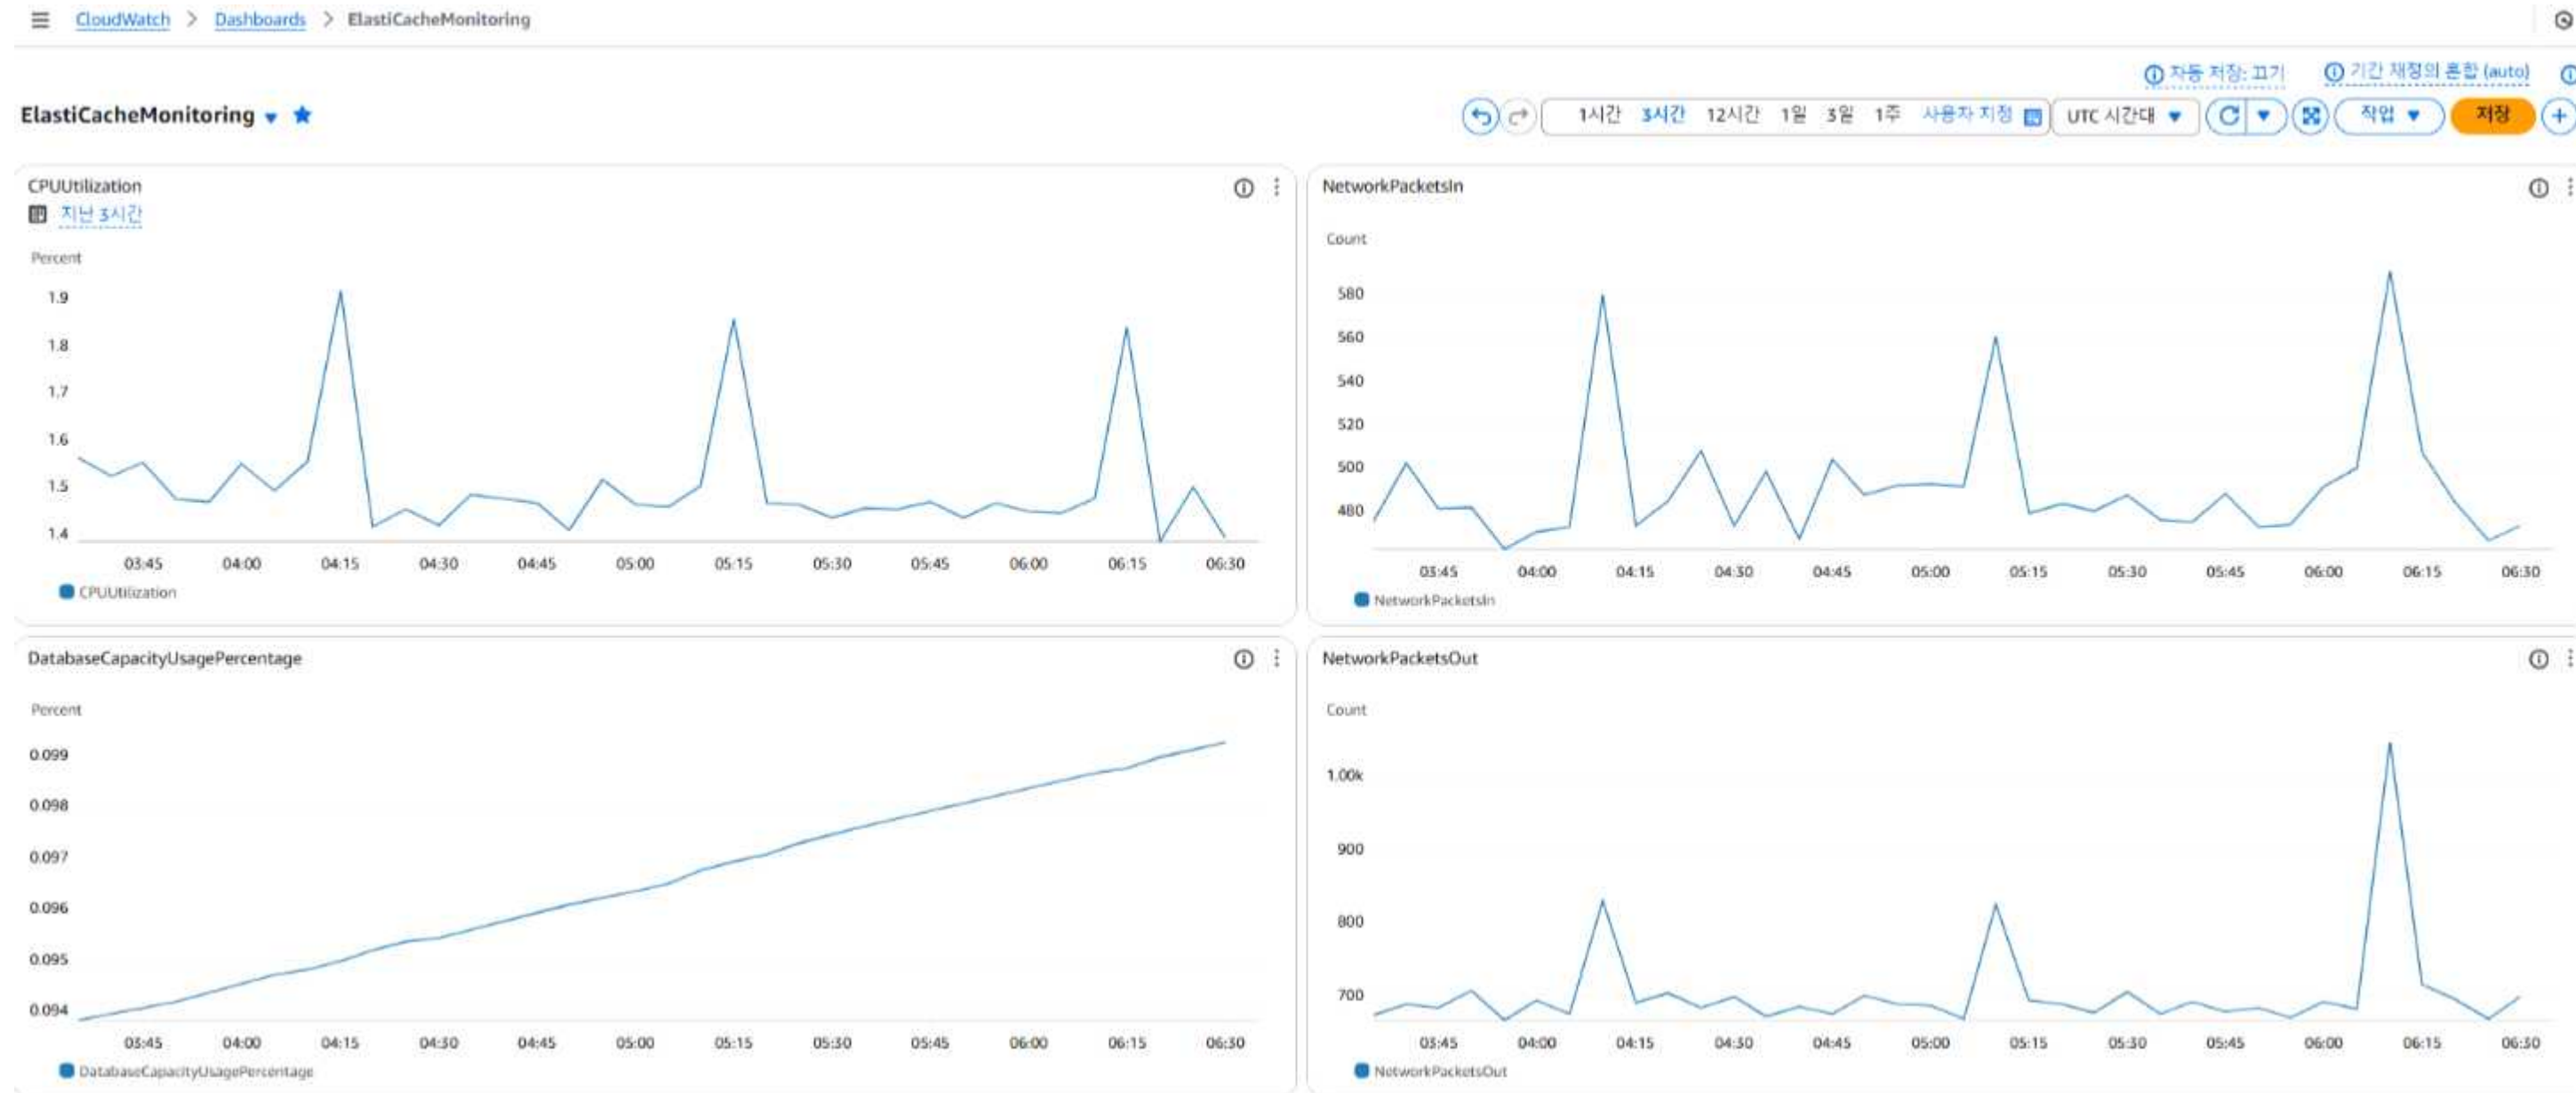 CloudWatch > Dashboards > ElastiCacheMonitoring
자동 저장: 끄기 기간 재정의 혼합 (auto)
ElastiCacheMonitoring
1시간 3시간 12시간 1일 3일 1주 사용자 지정 UTC 시간대 작업 저장
CPUUtilization
지난 3시간
Percent
1.9
1.8
1.7
1.6
1.5
1.4
03:45 04:00 04:15 04:30 04:45 05:00 05:15 05:30 05:45 06:00 06:15 06:30
CPUUtilization
NetworkPacketsIn
Count
580
560
540
520
500
480
03:45 04:00 04:15 04:30 04:45 05:00 05:15 05:30 05:45 06:00 06:15 06:30
NetworkPacketsIn
DatabaseCapacityUsagePercentage
Percent
0.099
0.098
0.097
0.096
0.095
0.094
03:45 04:00 04:15 04:30 04:45 05:00 05:15 05:30 05:45 06:00 06:15 06:30
DatabaseCapacityUsagePercentage
NetworkPacketsOut
Count
1.00k
900
800
700
03:45 04:00 04:15 04:30 04:45 05:00 05:15 05:30 05:45 06:00 06:15 06:30
NetworkPacketsOut